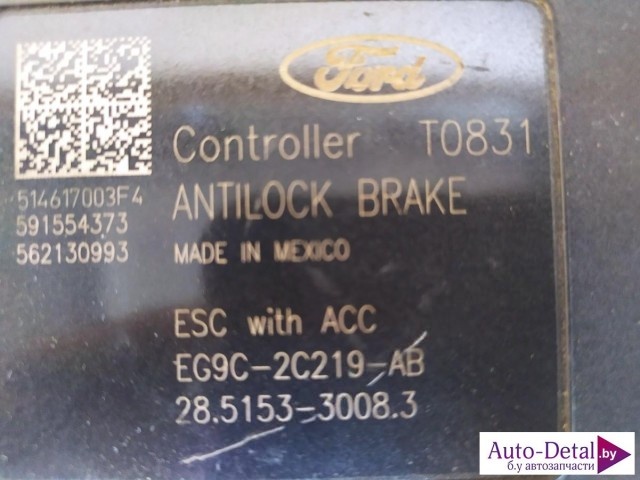 Ford
Controller T0831
514617003F4
591554373
562130993
ANTILOCK BRAKE
MADE IN MEXICO
ESC with ACC
EG9C-2C219-AB
28.5153-3008.3
Auto-Detal.by
б.у автозапчасти